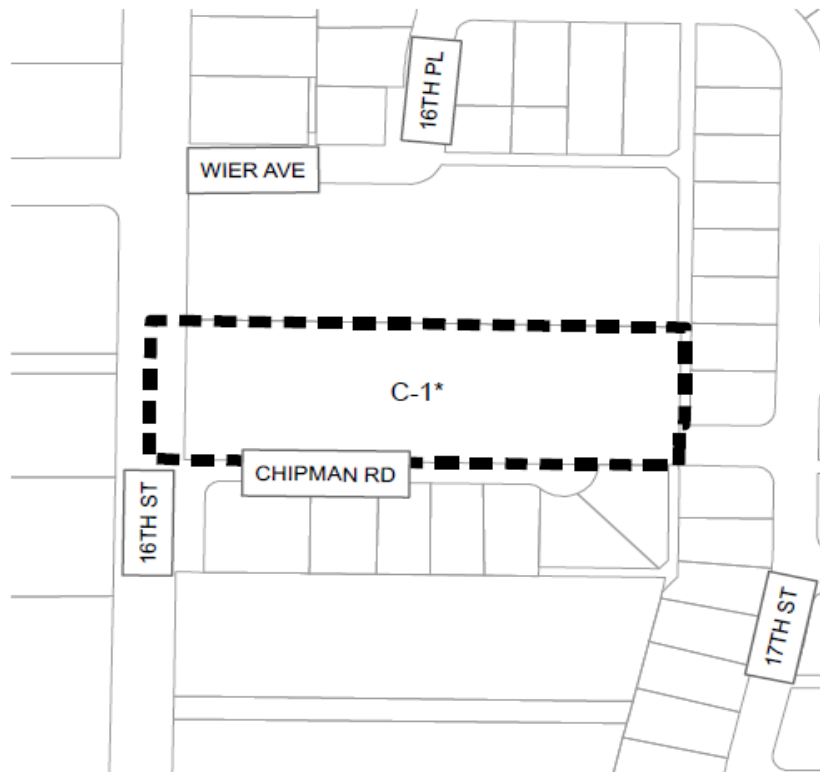 16TH PL
WIER AVE
C-1*
CHIPMAN RD
16TH ST
17TH ST